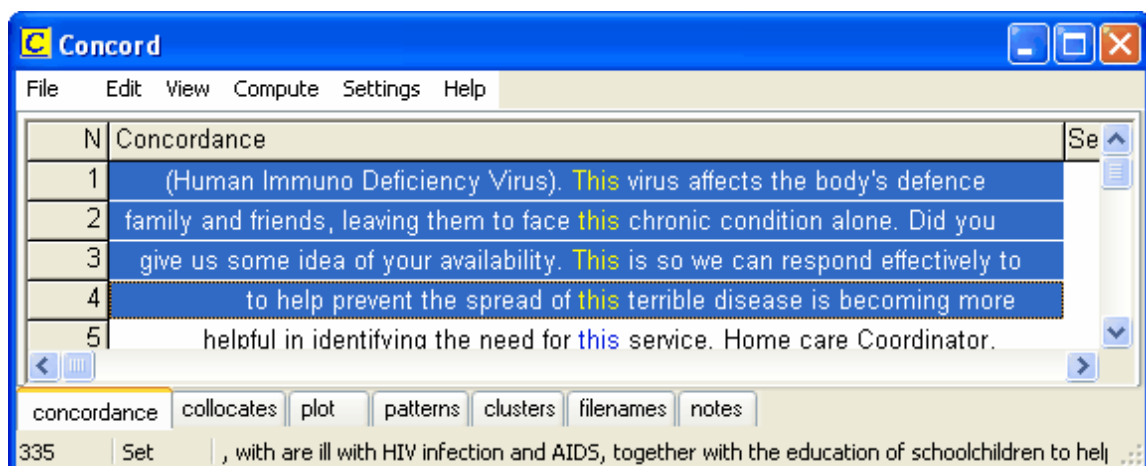 C Concord
File Edit View Compute Settings Help
N Concordance Se
1 (Human Immuno Deficiency Virus). This virus affects the body's defence
2 family and friends, leaving them to face this chronic condition alone. Did you
3 give us some idea of your availability. This is so we can respond effectively to
4 to help prevent the spread of this terrible disease is becoming more
5 helpful in identifying the need for this service. Home care Coordinator.
concordance collocates plot patterns clusters filenames notes
335 Set , with are ill with HIV infection and AIDS, together with the education of schoolchildren to hel